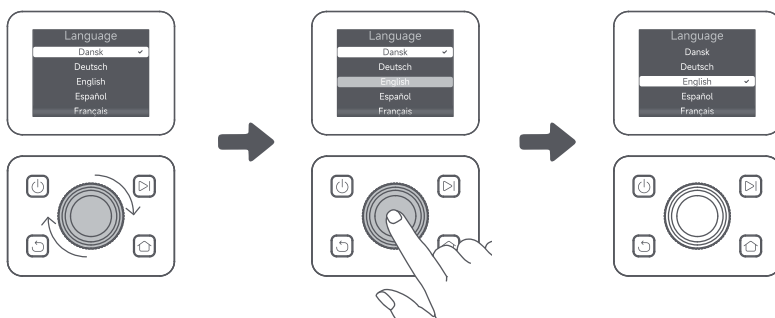 Language
Dansk
Deutsch
English
Español
Français
Language
Dansk
Deutsch
English
Español
Français
Language
Dansk
Deutsch
English
Español
Français